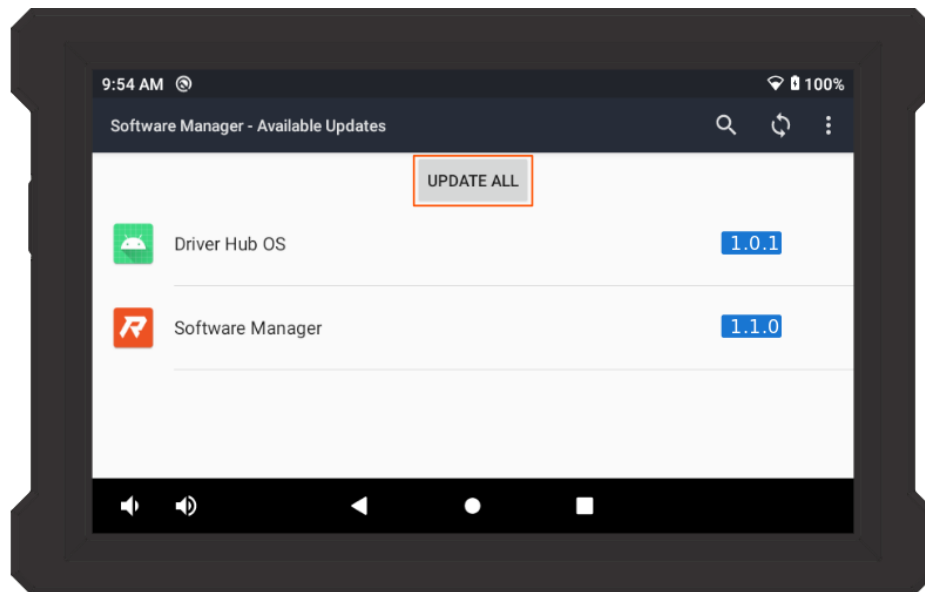 9:54 AM 100%
Software Manager - Available Updates
UPDATE ALL
Driver Hub OS 1.0.1
Software Manager 1.1.0